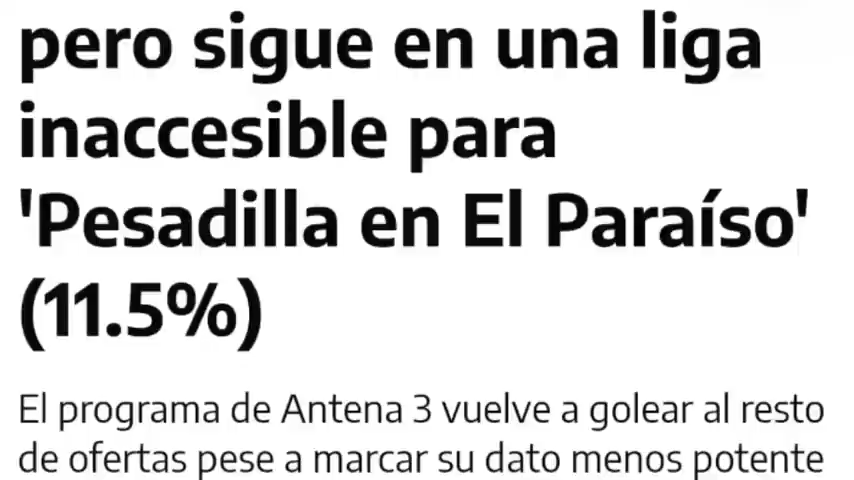 pero sigue en una liga
inaccesible para
'Pesadilla en El Paraíso'
(11.5%)
El programa de Antena 3 vuelve a golear al resto
de ofertas pese a marcar su dato menos potente